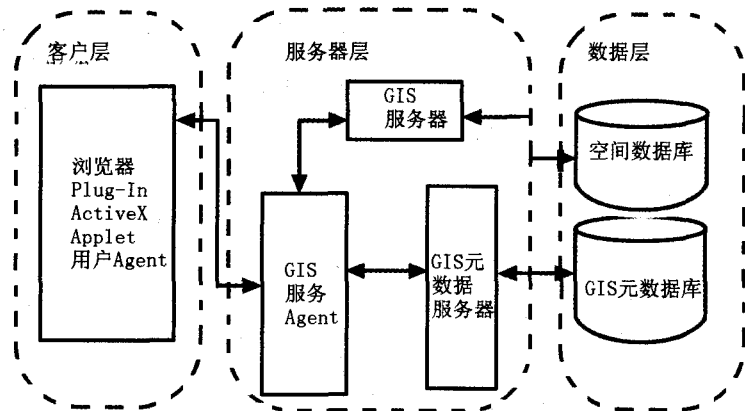 客户层
浏览器
Plug-In
ActiveX
Applet
用户Agent
服务器层
GIS
服务器
GIS
服务
Agent
GIS元
数据
服务器
数据层
空间数据库
GIS元数据库